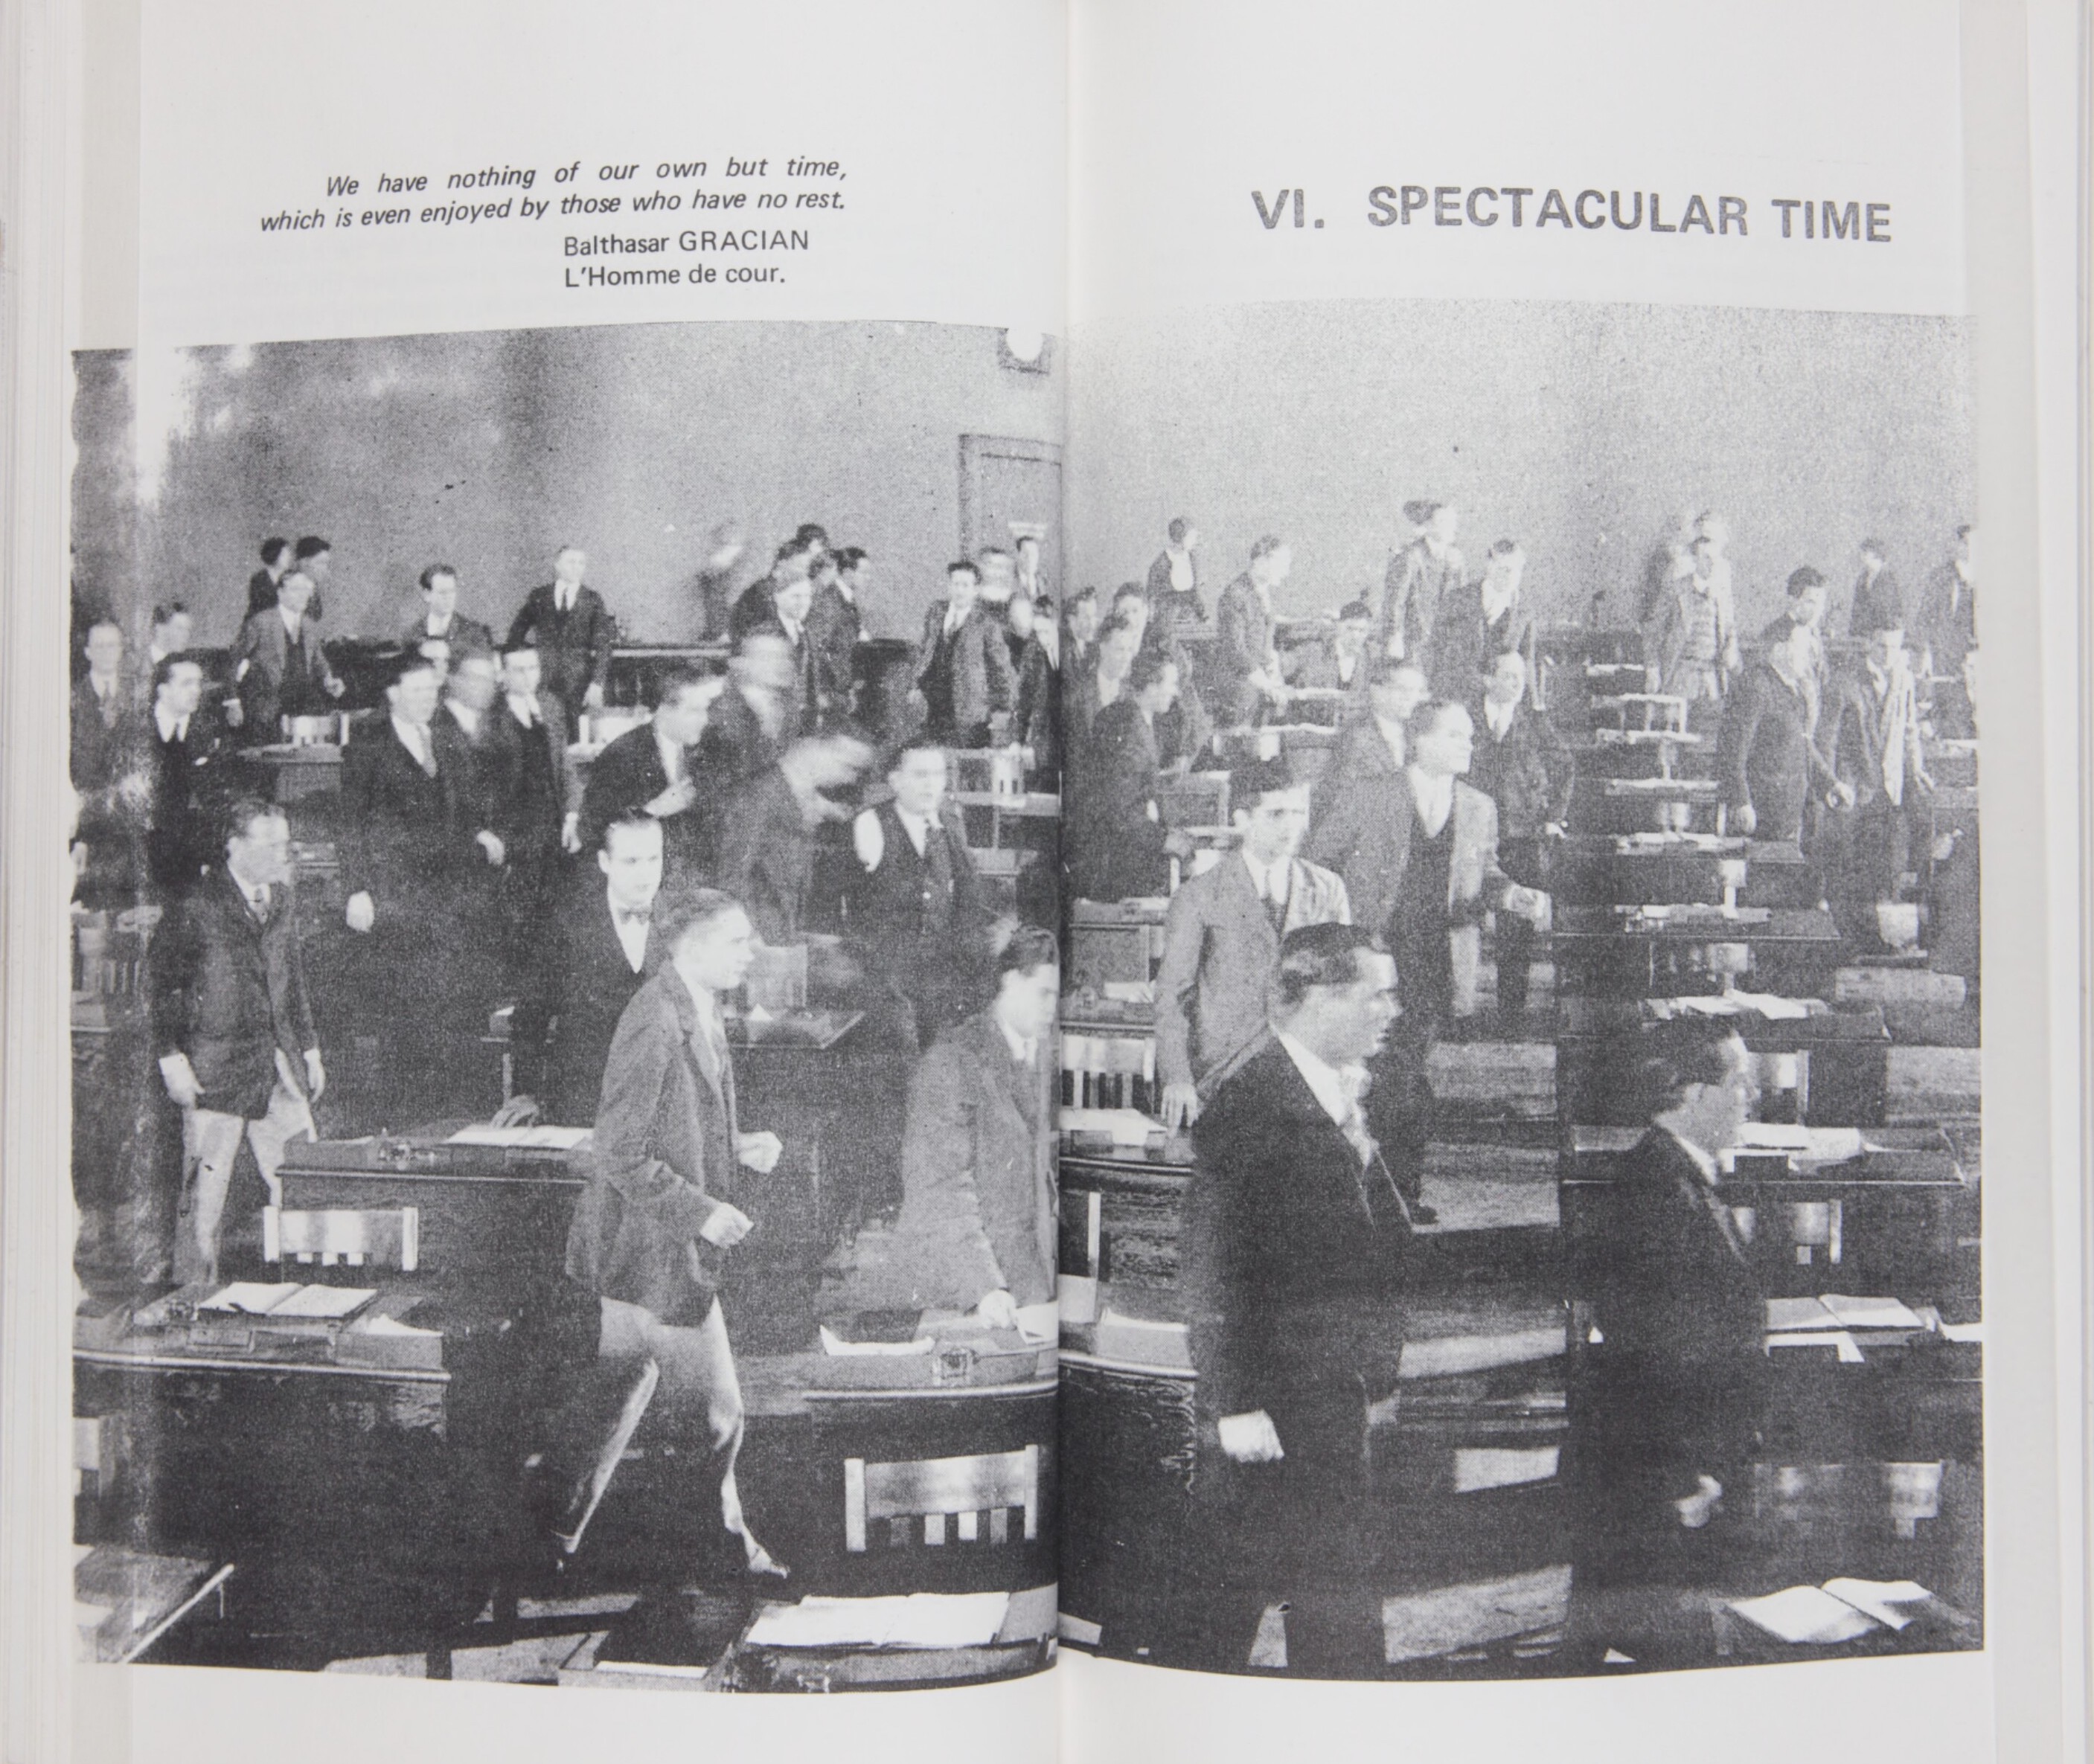 We have nothing of our own but time,
which is even enjoyed by those who have no rest.
Balthasar GRACIAN
L'Homme de cour.
VI. SPECTACULAR TIME